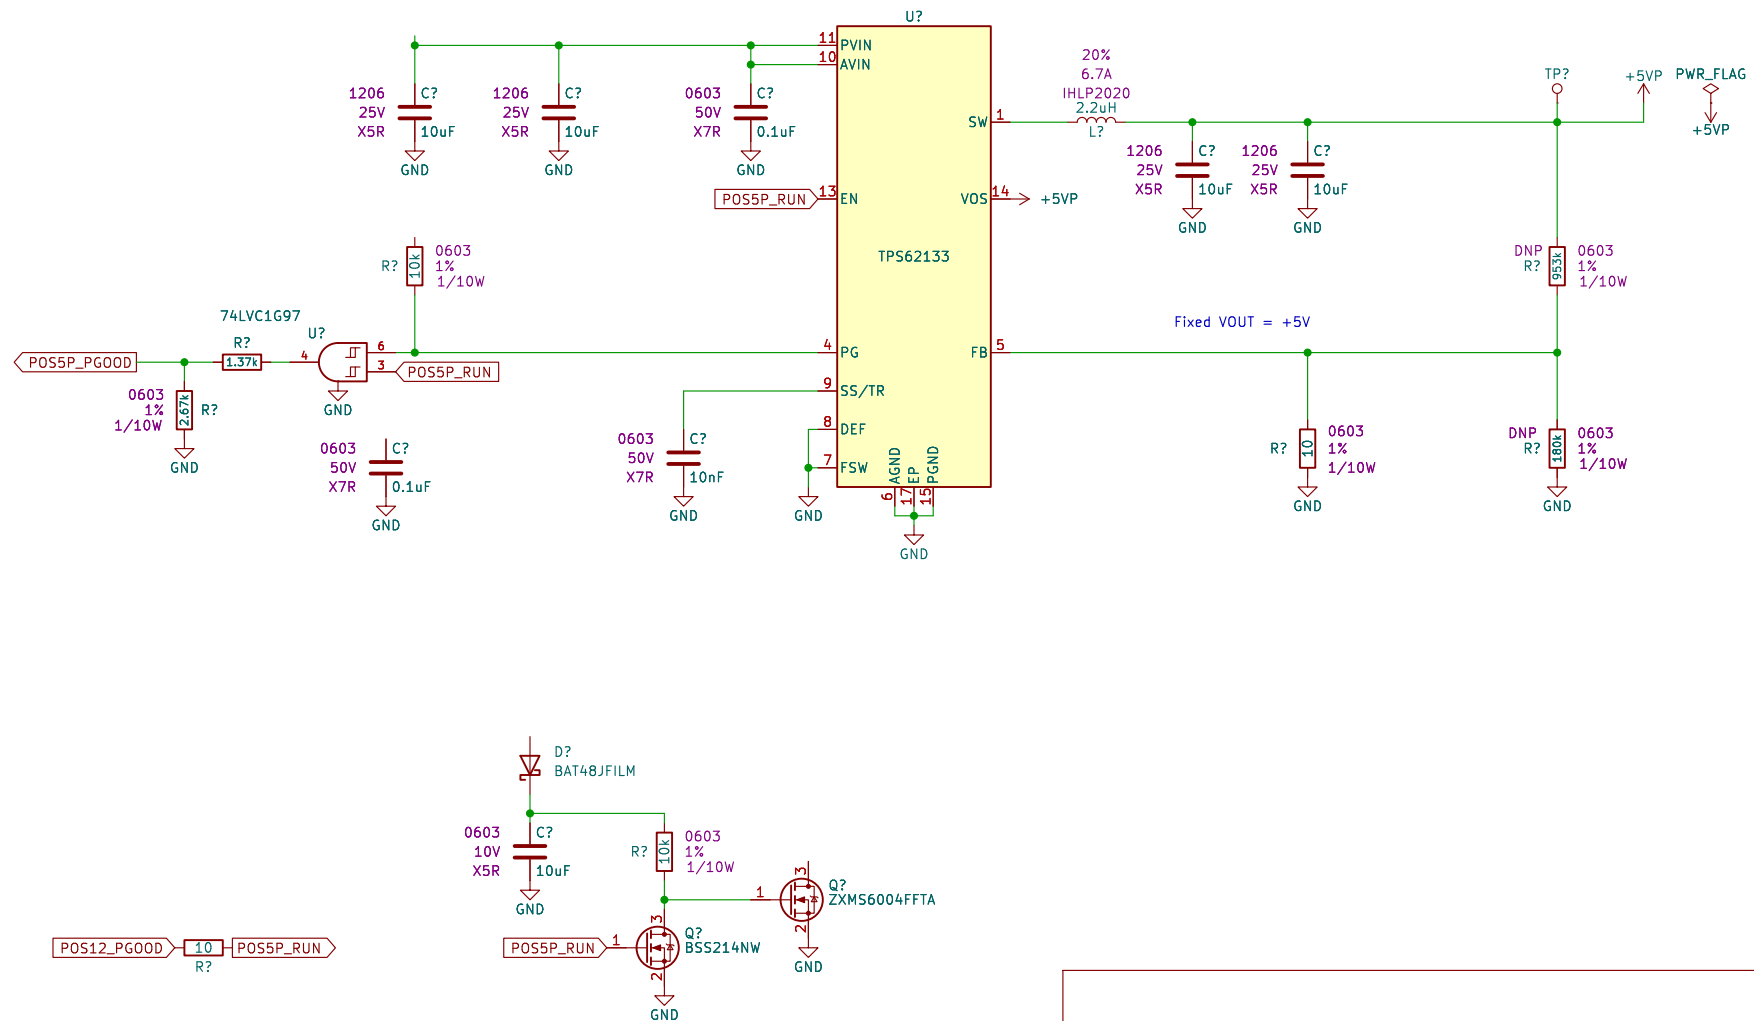 U?
11
PVIN
10
AVIN
1206
25V
X5R
C?
10uF
GND
1206
25V
X5R
C?
10uF
GND
0603
50V
X7R
C?
0.1uF
GND
20%
6.7A
IHLP2020
2.2uH
L?
SW
1
TP?
+5VP
PWR_FLAG
+5VP
1206
25V
X5R
C?
10uF
GND
1206
25V
X5R
C?
10uF
GND
POS5P_RUN
13
EN
VOS
14
+5VP
TPS62133
R?
10k
0603
1%
1/10W
DNP
R?
953k
0603
1%
1/10W
74LVC1G97
U?
Fixed VOUT = +5V
POS5P_PGOOD
R?
1.37k
4
6
3
POS5P_RUN
GND
4
PG
FB
5
0603
1%
1/10W
2.67k
R?
GND
9
SS/TR
8
DEF
7
FSW
0603
50V
X7R
C?
0.1uF
GND
0603
50V
X7R
C?
10nF
GND
GND
AGND
EP
PGND
6
17
15
GND
R?
10
0603
1%
1/10W
GND
DNP
R?
180k
0603
1%
1/10W
GND
D?
BAT48JFILM
0603
10V
X5R
C?
10uF
GND
R?
10k
0603
1%
1/10W
1
3
Q?
ZXMS6004FFTA
2
GND
POS12_PGOOD
10
R?
POS5P_RUN
POS5P_RUN
1
3
Q?
BSS214NW
2
GND